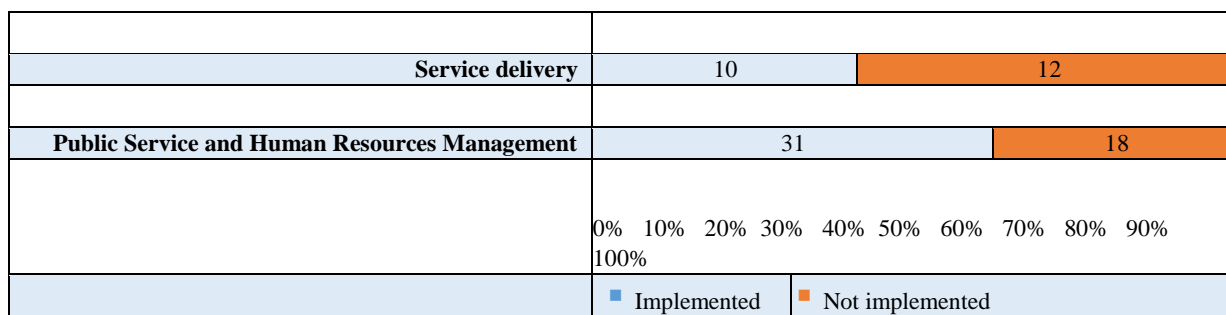 Service delivery 10 12
Public Service and Human Resources Management 31 18
0% 10% 20% 30% 40% 50% 60% 70% 80% 90%
100%
Implemented Not implemented